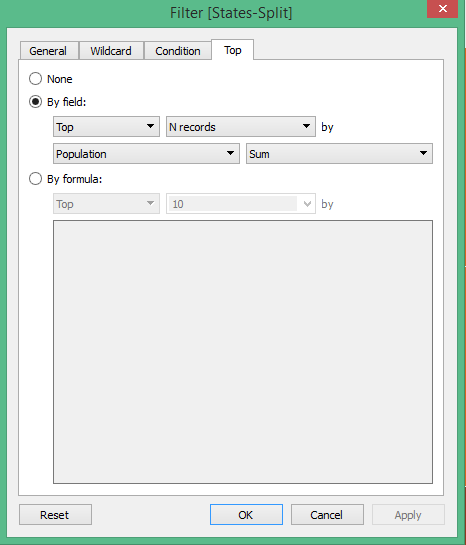 Filter [States-Split]
General Wildcard Condition Top
None
By field:
Top N records by
Population Sum
By formula:
Top 10 by
Reset OK Cancel Apply